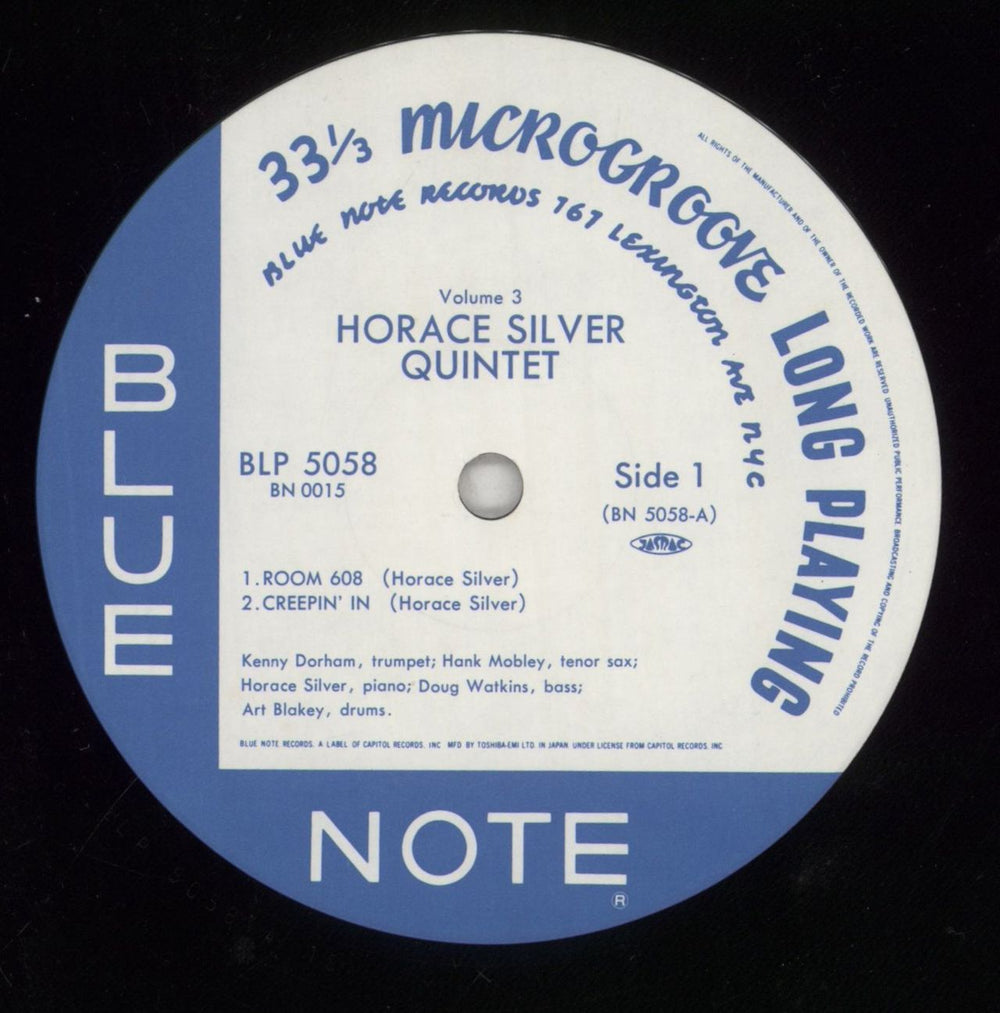 33 1/3 MICROGROOVE LONG PLAYING
BLUE NOTE RECORDS 767 LEXINGTON AVE NYC
ALL RIGHTS OF THE MANUFACTURER AND OF THE OWNER OF THE RECORDED WORK ARE RESERVED UNAUTHORIZED PUBLIC PERFORMANCE BROADCASTING AND COPYING OF THE RECORD PROHIBITED
Volume 3
HORACE SILVER
QUINTET
BLP 5058
BN 0015
Side 1
(BN 5058-A)
JASRAC
1.ROOM 608 (Horace Silver)
2.CREEPIN' IN (Horace Silver)
Kenny Dorham, trumpet; Hank Mobley, tenor sax;
Horace Silver, piano; Doug Watkins, bass;
Art Blakey, drums.
BLUE NOTE RECORDS. A LABEL OF CAPITOL RECORDS. INC MFD BY TOSHIBA-EMI LTD. IN JAPAN UNDER LICENSE FROM CAPITOL RECORDS. INC
BLUE
NOTE
®